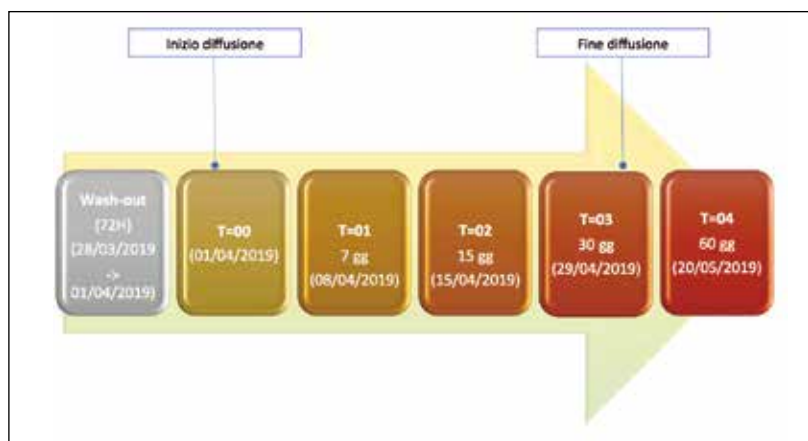 Inizio diffusione
Fine diffusione
Wash-out
(72H)
(28/03/2019
->
01/04/2019)
T=00
(01/04/2019)
T=01
7 gg
(08/04/2019)
T=02
15 gg
(15/04/2019)
T=03
30 gg
(29/04/2019)
T=04
60 gg
(20/05/2019)